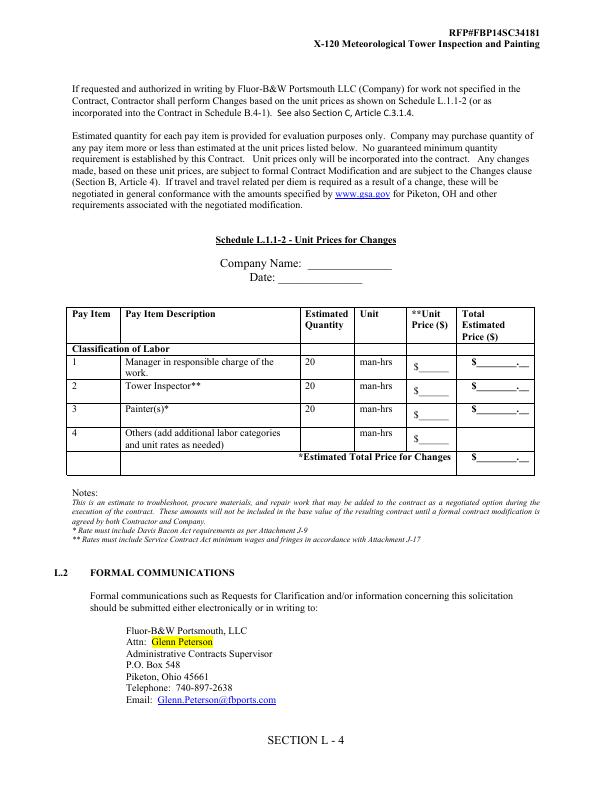 RFP#FBP14SC34181
X-120 Meteorological Tower Inspection and Painting
If requested and authorized in writing by Fluor-B&W Portsmouth LLC (Company) for work not specified in the
Contract, Contractor shall perform Changes based on the unit prices as shown on Schedule L.1.1-2 (or as
incorporated into the Contract in Schedule B.4-1). See also Section C, Article C.3.1.4.
Estimated quantity for each pay item is provided for evaluation purposes only. Company may purchase quantity of
any pay item more or less than estimated at the unit prices listed below. No guaranteed minimum quantity
requirement is established by this Contract. Unit prices only will be incorporated into the contract. Any changes
made, based on these unit prices, are subject to formal Contract Modification and are subject to the Changes clause
(Section B, Article 4). If travel and travel related per diem is required as a result of a change, these will be
negotiated in general conformance with the amounts specified by www.gsa.gov for Piketon, OH and other
requirements associated with the negotiated modification.
Schedule L.1.1-2 - Unit Prices for Changes
Company Name: ______________
Date: ______________
Pay Item Pay Item Description Estimated Quantity Unit **Unit Price ($) Total Estimated Price ($)
Classification of Labor
1 Manager in responsible charge of the work. 20 man-hrs $______ $________.__
2 Tower Inspector** 20 man-hrs $______ $________.__
3 Painter(s)* 20 man-hrs $______ $________.__
4 Others (add additional labor categories and unit rates as needed) man-hrs $______
*Estimated Total Price for Changes $________.__
Notes:
This is an estimate to troubleshoot, procure materials, and repair work that may be added to the contract as a negotiated option during the
execution of the contract. These amounts will not be included in the base value of the resulting contract until a formal contract modification is
agreed by both Contractor and Company.
* Rate must include Davis Bacon Act requirements as per Attachment J-9
** Rates must include Service Contract Act minimum wages and fringes in accordance with Attachment J-17
L.2 FORMAL COMMUNICATIONS
Formal communications such as Requests for Clarification and/or information concerning this solicitation
should be submitted either electronically or in writing to:
Fluor-B&W Portsmouth, LLC
Attn: Glenn Peterson
Administrative Contracts Supervisor
P.O. Box 548
Piketon, Ohio 45661
Telephone: 740-897-2638
Email: Glenn.Peterson@fbports.com
SECTION L - 4